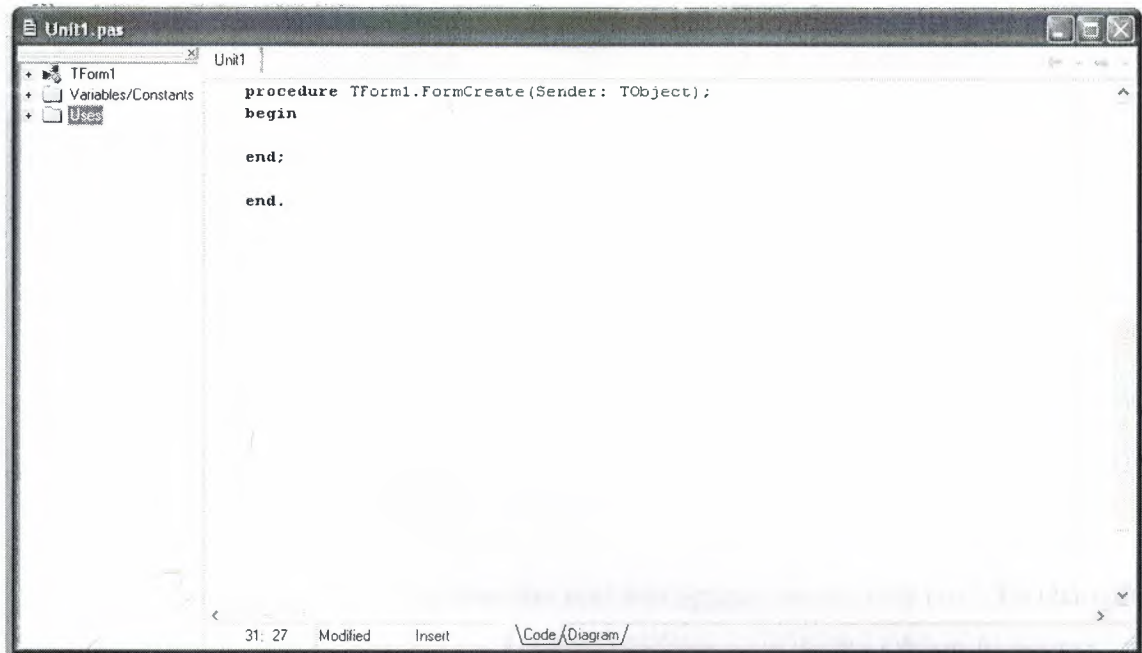 Unit1.pas
TForm1
Variables/Constants
Uses
Unit1
procedure TForm1.FormCreate(Sender: TObject);
begin
end;
end.
31: 27 Modified Insert Code Diagram